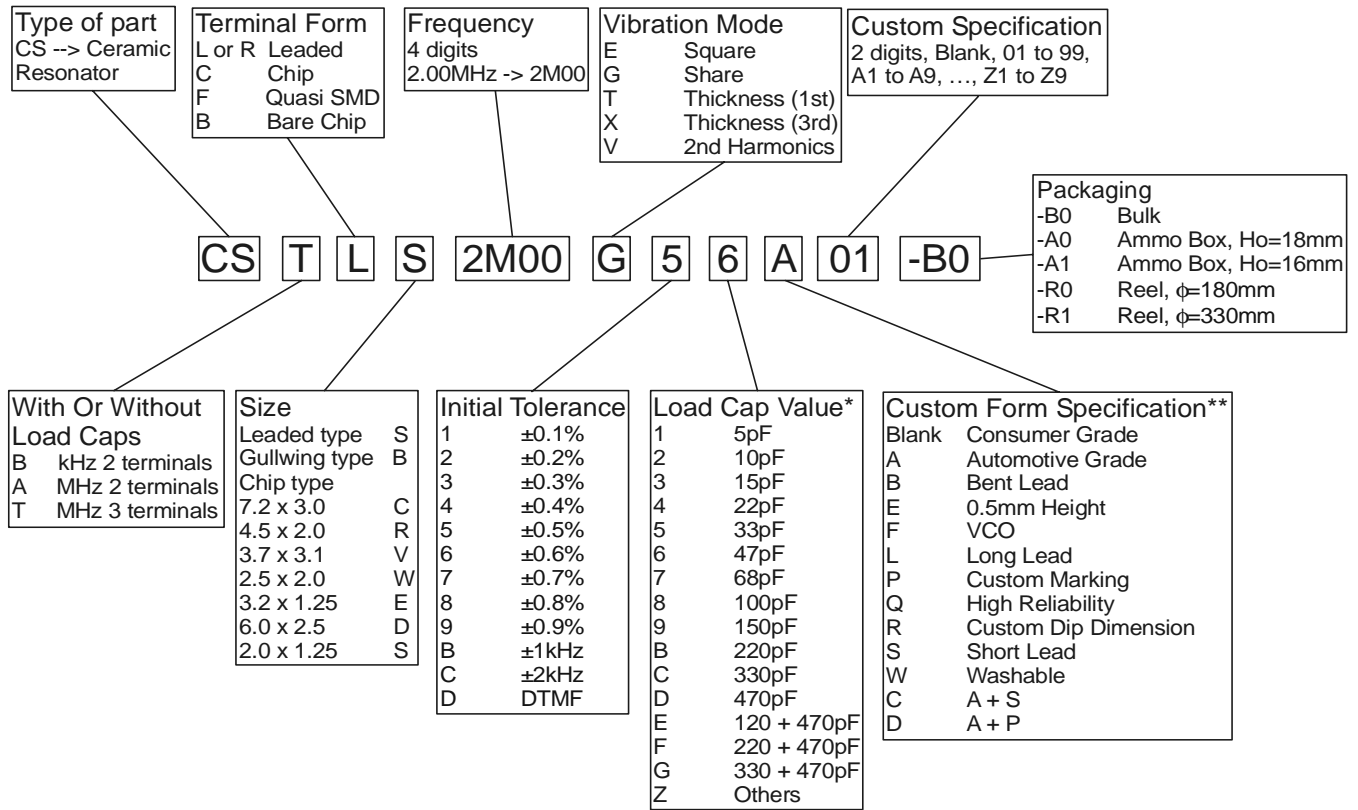 Type of part
CS --> Ceramic
Resonator
Terminal Form
L or R Leaded
C Chip
F Quasi SMD
B Bare Chip
Frequency
4 digits
2.00MHz -> 2M00
Vibration Mode
E Square
G Share
T Thickness (1st)
X Thickness (3rd)
V 2nd Harmonics
Custom Specification
2 digits, Blank, 01 to 99,
A1 to A9, …, Z1 to Z9
Packaging
-B0 Bulk
-A0 Ammo Box, Ho=18mm
-A1 Ammo Box, Ho=16mm
-R0 Reel, ϕ=180mm
-R1 Reel, ϕ=330mm
CS T L S 2M00 G 5 6 A 01 -B0
With Or Without
Load Caps
B kHz 2 terminals
A MHz 2 terminals
T MHz 3 terminals
Size
Leaded type S
Gullwing type B
Chip type
7.2 x 3.0 C
4.5 x 2.0 R
3.7 x 3.1 V
2.5 x 2.0 W
3.2 x 1.25 E
6.0 x 2.5 D
2.0 x 1.25 S
Initial Tolerance
1 ±0.1%
2 ±0.2%
3 ±0.3%
4 ±0.4%
5 ±0.5%
6 ±0.6%
7 ±0.7%
8 ±0.8%
9 ±0.9%
B ±1kHz
C ±2kHz
D DTMF
Load Cap Value*
1 5pF
2 10pF
3 15pF
4 22pF
5 33pF
6 47pF
7 68pF
8 100pF
9 150pF
B 220pF
C 330pF
D 470pF
E 120 + 470pF
F 220 + 470pF
G 330 + 470pF
Z Others
Custom Form Specification**
Blank Consumer Grade
A Automotive Grade
B Bent Lead
E 0.5mm Height
F VCO
L Long Lead
P Custom Marking
Q High Reliability
R Custom Dip Dimension
S Short Lead
W Washable
C A + S
D A + P